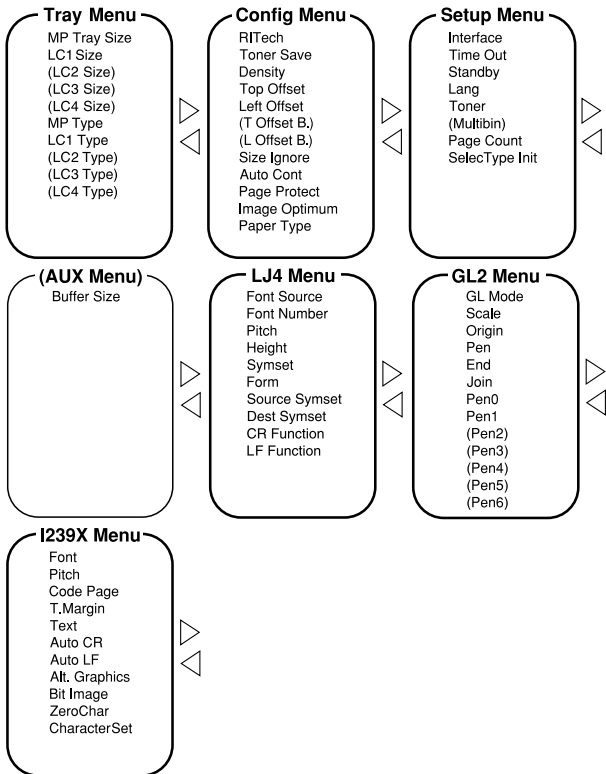 Tray Menu
MP Tray Size
LC1 Size
(LC2 Size)
(LC3 Size)
(LC4 Size)
MP Type
LC1 Type
(LC2 Type)
(LC3 Type)
(LC4 Type)
Config Menu
RITech
Toner Save
Density
Top Offset
Left Offset
(T Offset B.)
(L Offset B.)
Size Ignore
Auto Cont
Page Protect
Image Optimum
Paper Type
Setup Menu
Interface
Time Out
Standby
Lang
Toner
(Multibin)
Page Count
SelecType Init
(AUX Menu)
Buffer Size
LJ4 Menu
Font Source
Font Number
Pitch
Height
Symset
Form
Source Symset
Dest Symset
CR Function
LF Function
GL2 Menu
GL Mode
Scale
Origin
Pen
End
Join
Pen0
Pen1
(Pen2)
(Pen3)
(Pen4)
(Pen5)
(Pen6)
I239X Menu
Font
Pitch
Code Page
T.Margin
Text
Auto CR
Auto LF
Alt. Graphics
Bit Image
ZeroChar
CharacterSet